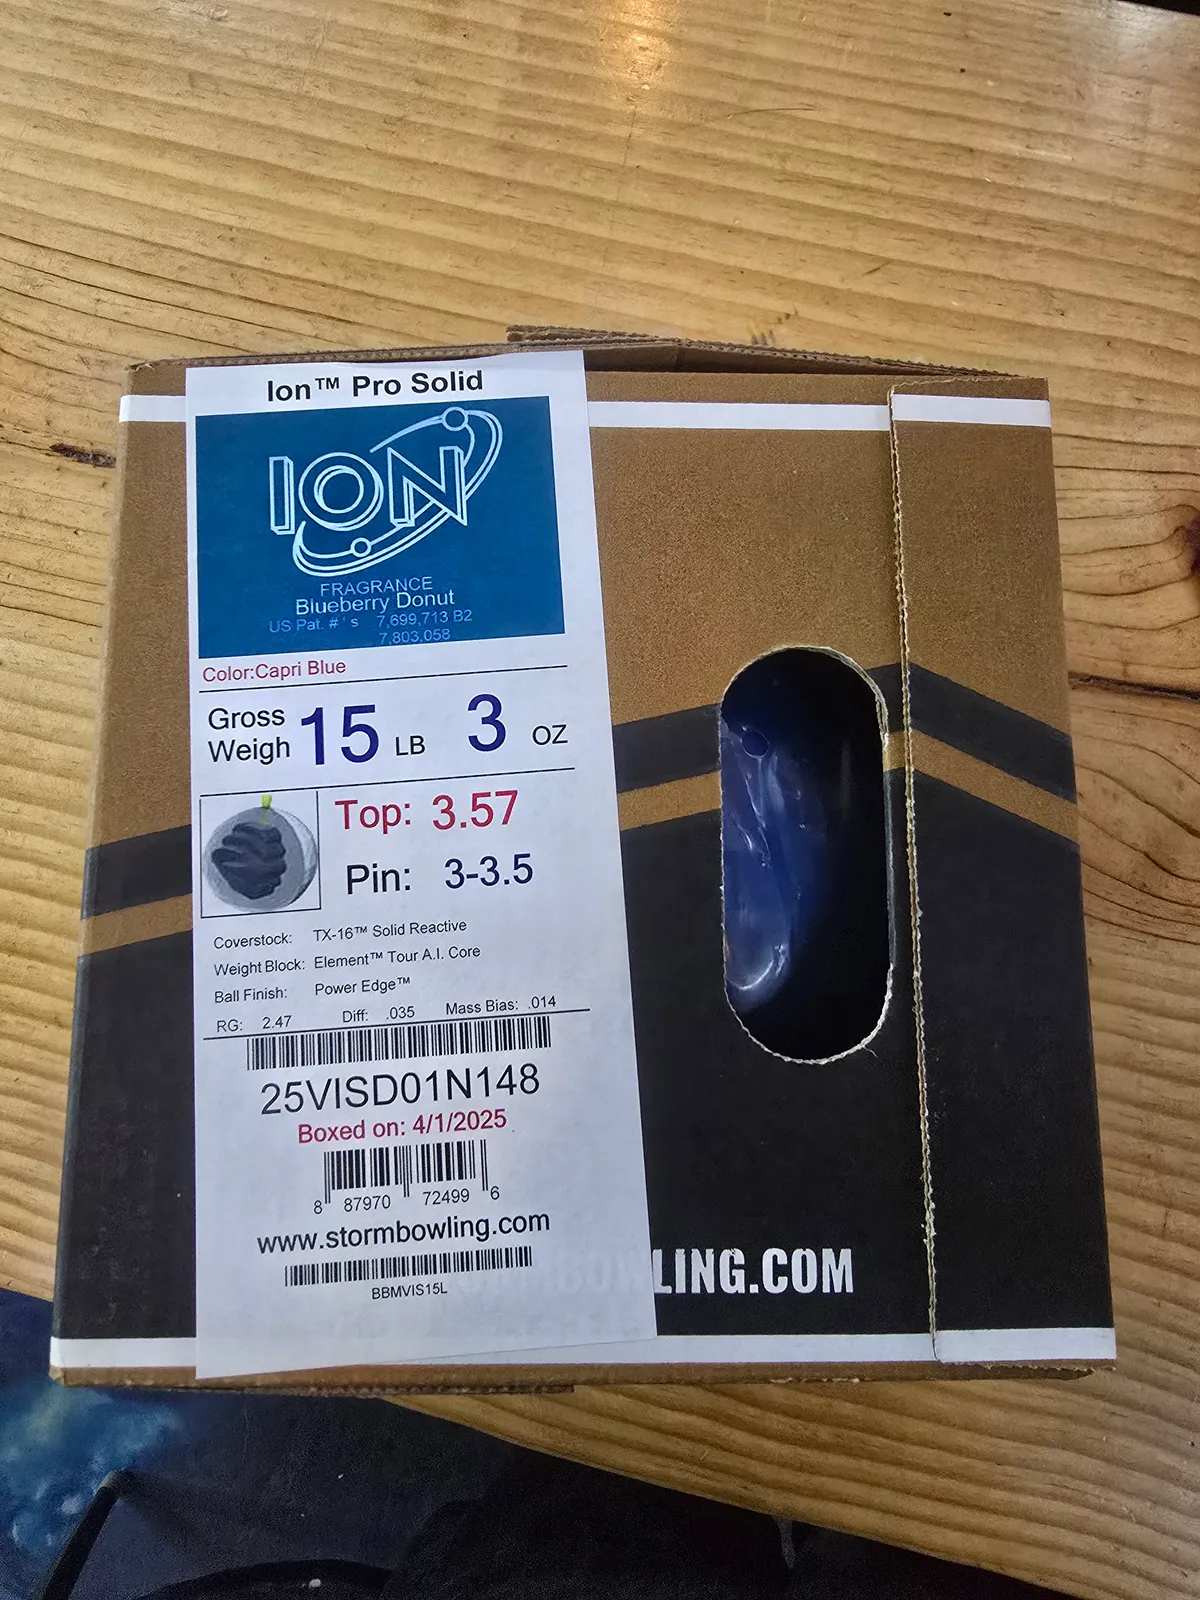 Ion™ Pro Solid
ION
FRAGRANCE
Blueberry Donut
US Pat. # ' s 7,699,713 B2
7,803,058
Color:Capri Blue
Gross
Weigh 15 LB 3 OZ
Top: 3.57
Pin: 3-3.5
Coverstock: TX-16™ Solid Reactive
Weight Block: Element™ Tour A.I. Core
Ball Finish: Power Edge™
RG: 2.47 Diff: .035 Mass Bias: .014
25VISD01N148
Boxed on: 4/1/2025
8 87970 72499 6
www.stormbowling.com
BBMVIS15L
BOWLING.COM